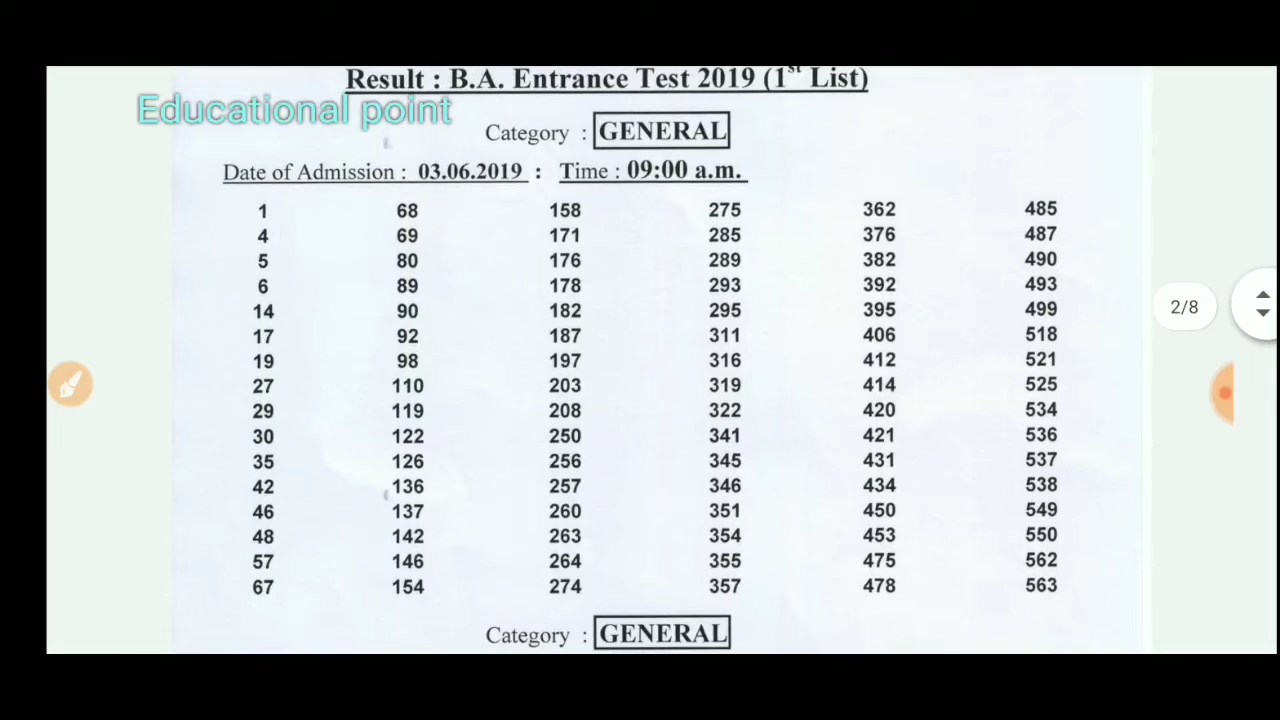 Result : B.A. Entrance Test 2019 (1st List)
Educational point
Category : GENERAL
Date of Admission : 03.06.2019 : Time : 09:00 a.m.
1 68 158 275 362 485
4 69 171 285 376 487
5 80 176 289 382 490
6 89 178 293 392 493
2/8
14 90 182 295 395 499
17 92 187 311 406 518
19 98 197 316 412 521
27 110 203 319 414 525
29 119 208 322 420 534
30 122 250 341 421 536
35 126 256 345 431 537
42 136 257 346 434 538
46 137 260 351 450 549
48 142 263 354 453 550
57 146 264 355 475 562
67 154 274 357 478 563
Category : GENERAL